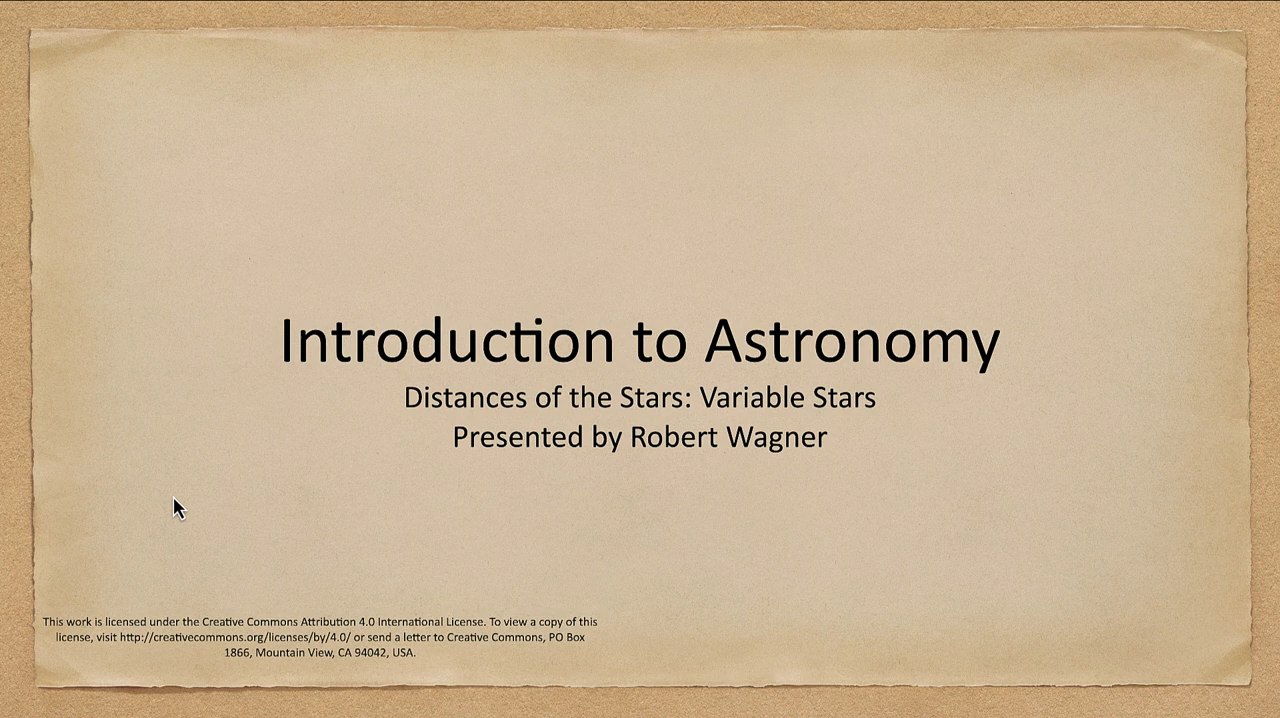 Introduction to Astronomy
Distances of the Stars: Variable Stars
Presented by Robert Wagner
This work is licensed under the Creative Commons Attribution 4.0 International License. To view a copy of this
license, visit http://creativecommons.org/licenses/by/4.0/ or send a letter to Creative Commons, PO Box
1866, Mountain View, CA 94042, USA.